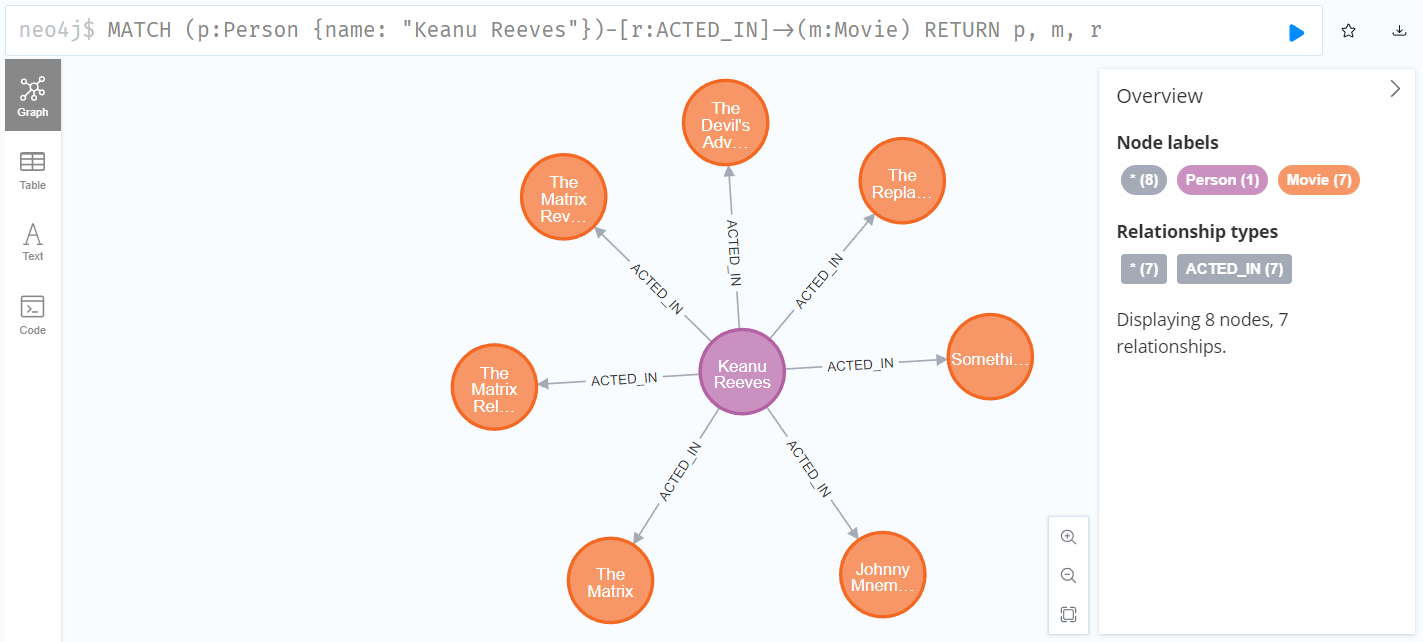 neo4j$ MATCH (p:Person {name: "Keanu Reeves"})-[r:ACTED_IN]->(m:Movie) RETURN p, m, r
Graph
Table
Text
Code
The
Devil's
Adv...
The
Matrix
Rev...
The
Repla...
ACTED_IN
ACTED_IN
ACTED_IN
The
Matrix
Rel...
ACTED_IN
Keanu
Reeves
ACTED_IN
Somethi...
ACTED_IN
ACTED_IN
The
Matrix
Johnny
Mnem...
Overview
Node labels
* (8) Person (1) Movie (7)
Relationship types
* (7) ACTED_IN (7)
Displaying 8 nodes, 7
relationships.